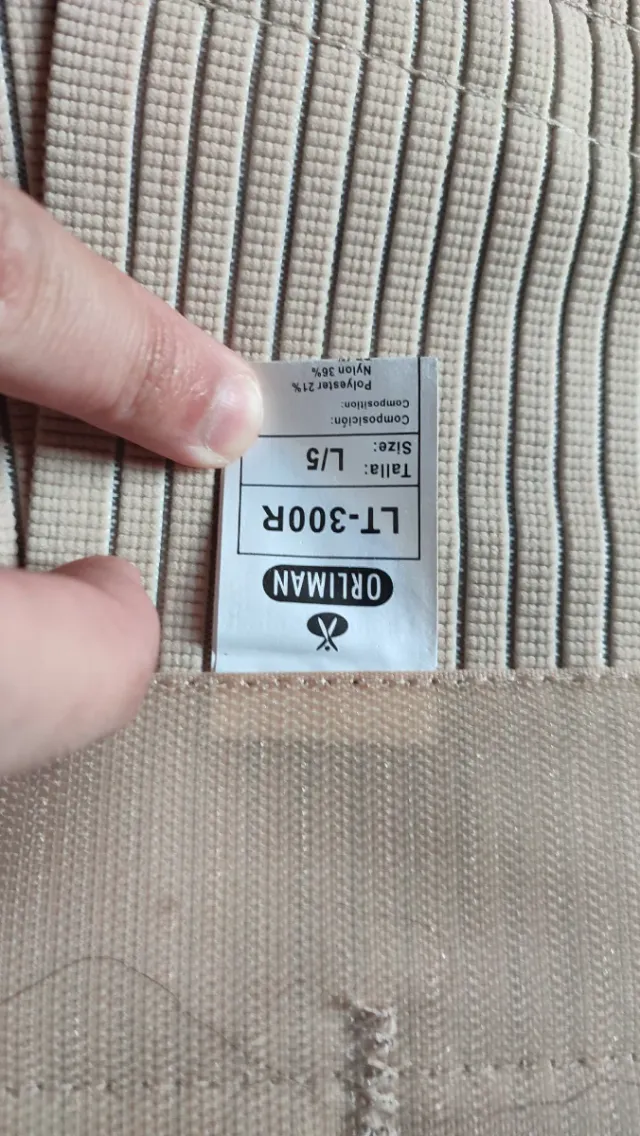 ORLIMAN
LT-300R
Talla: L/5
Size:
Composición:
Composition:
Polyester 21%
Nylon 36%